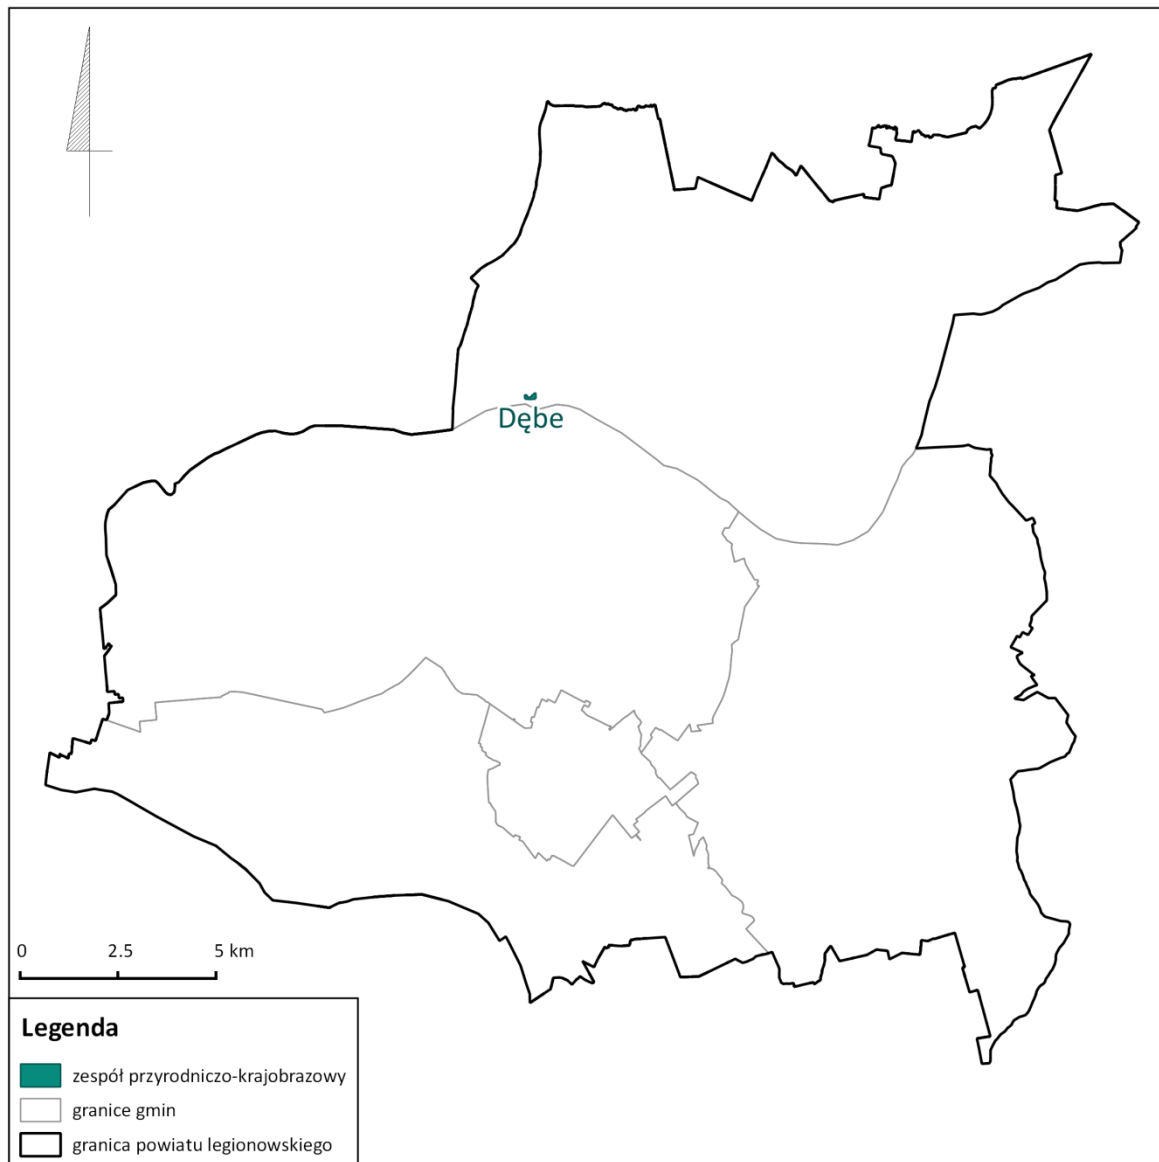 Dębe
0 2.5 5 km
Legenda
zespół przyrodniczo-krajobrazowy
granice gmin
granica powiatu legionowskiego